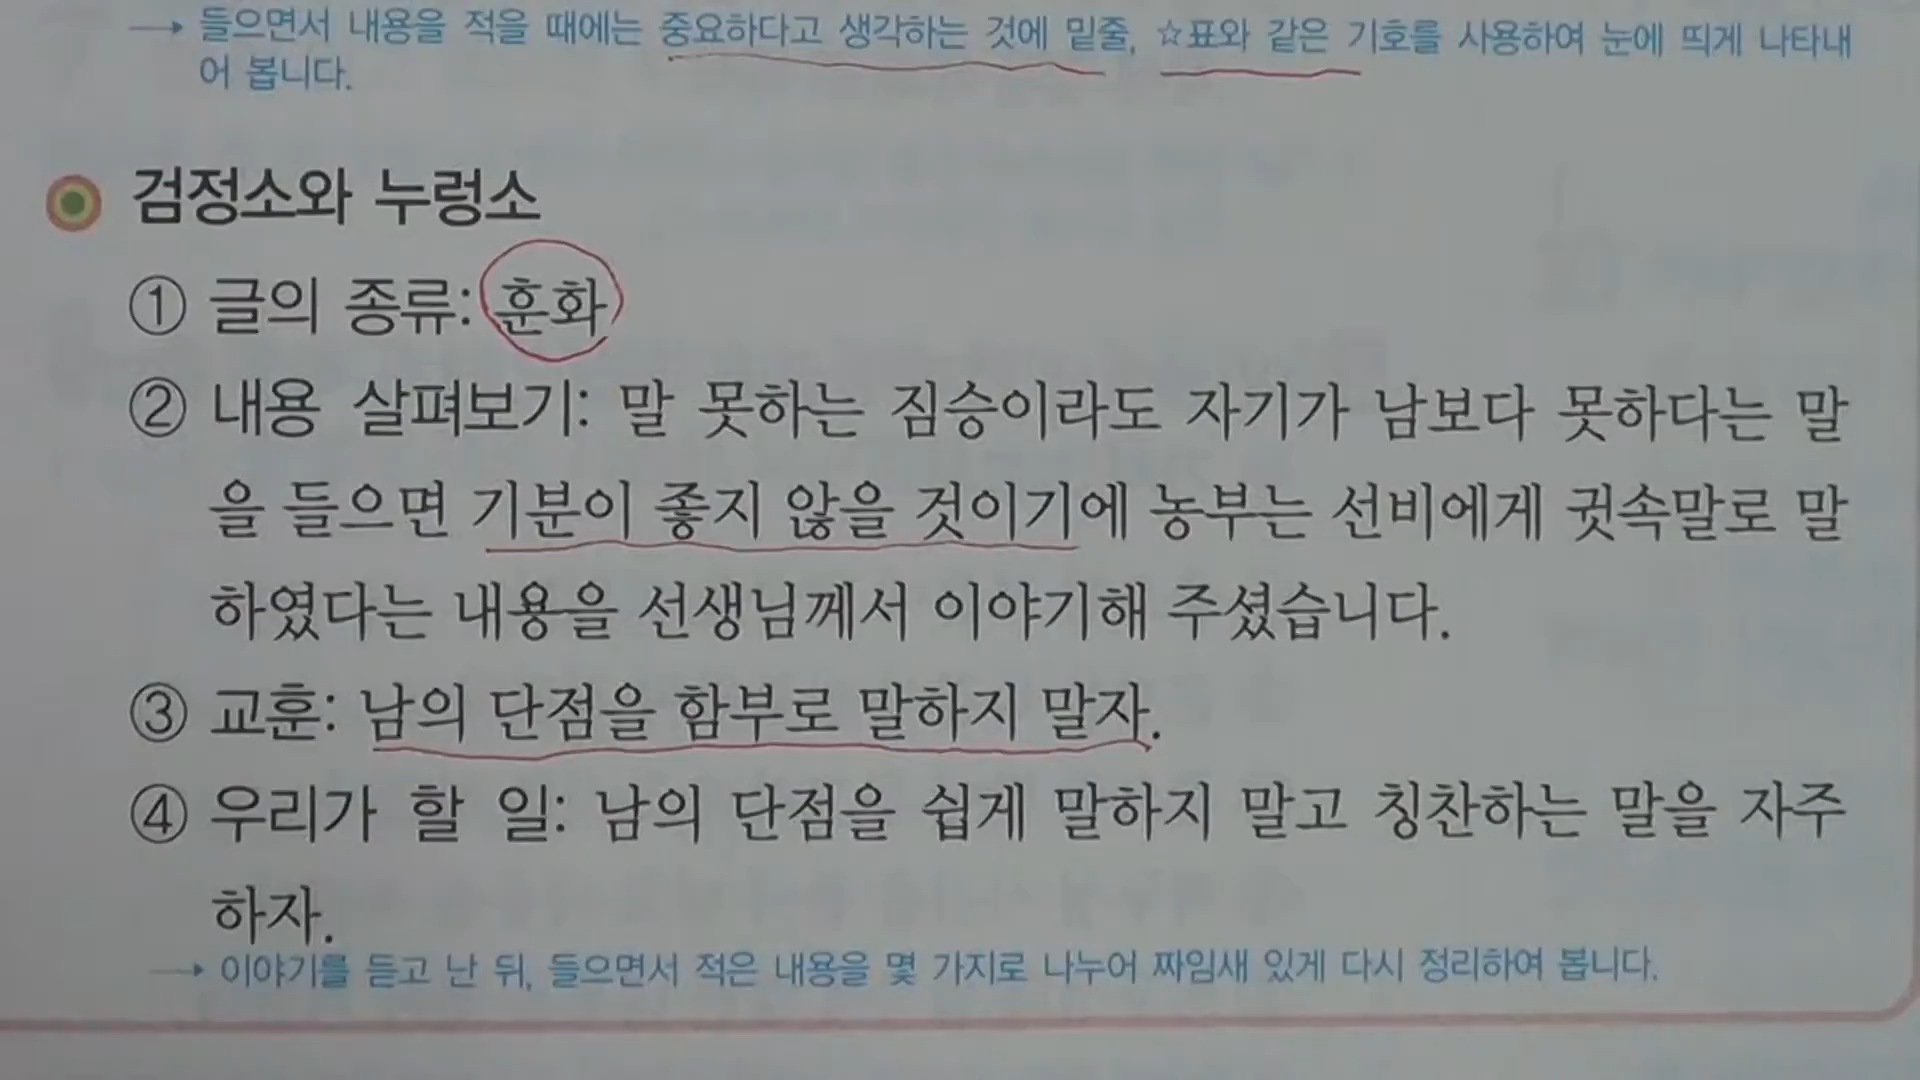 → 들으면서 내용을 적을 때에는 중요하다고 생각하는 것에 밑줄, ☆표와 같은 기호를 사용하여 눈에 띄게 나타내
어 봅니다.
검정소와 누렁소
① 글의 종류: 훈화
② 내용 살펴보기: 말 못하는 짐승이라도 자기가 남보다 못하다는 말
을 들으면 기분이 좋지 않을 것이기에 농부는 선비에게 귓속말로 말
하였다는 내용을 선생님께서 이야기해 주셨습니다.
③ 교훈: 남의 단점을 함부로 말하지 말자.
④ 우리가 할 일: 남의 단점을 쉽게 말하지 말고 칭찬하는 말을 자주
하자.
→ 이야기를 듣고 난 뒤, 들으면서 적은 내용을 몇 가지로 나누어 짜임새 있게 다시 정리하여 봅니다.